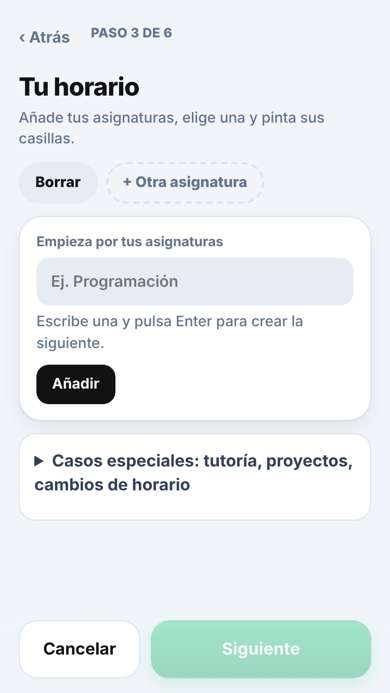 ‹ Atrás
PASO 3 DE 6
Tu horario
Añade tus asignaturas, elige una y pinta sus
casillas.
Borrar
+ Otra asignatura
Empieza por tus asignaturas
Ej. Programación
Escribe una y pulsa Enter para crear la
siguiente.
Añadir
▶ Casos especiales: tutoría, proyectos,
cambios de horario
Cancelar
Siguiente